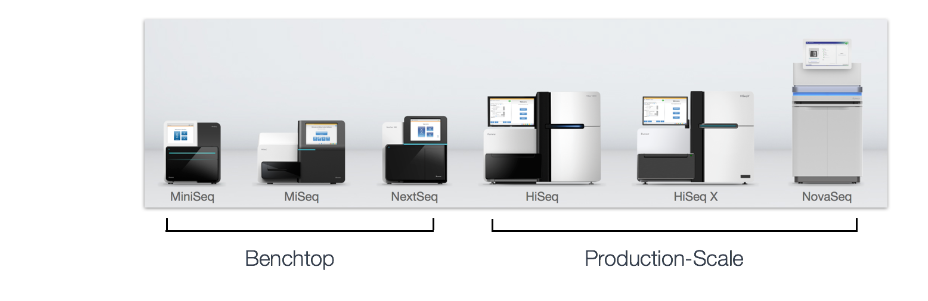 MiniSeq
MiSeq
NextSeq
HiSeq
HiSeq X
NovaSeq
Benchtop
Production-Scale